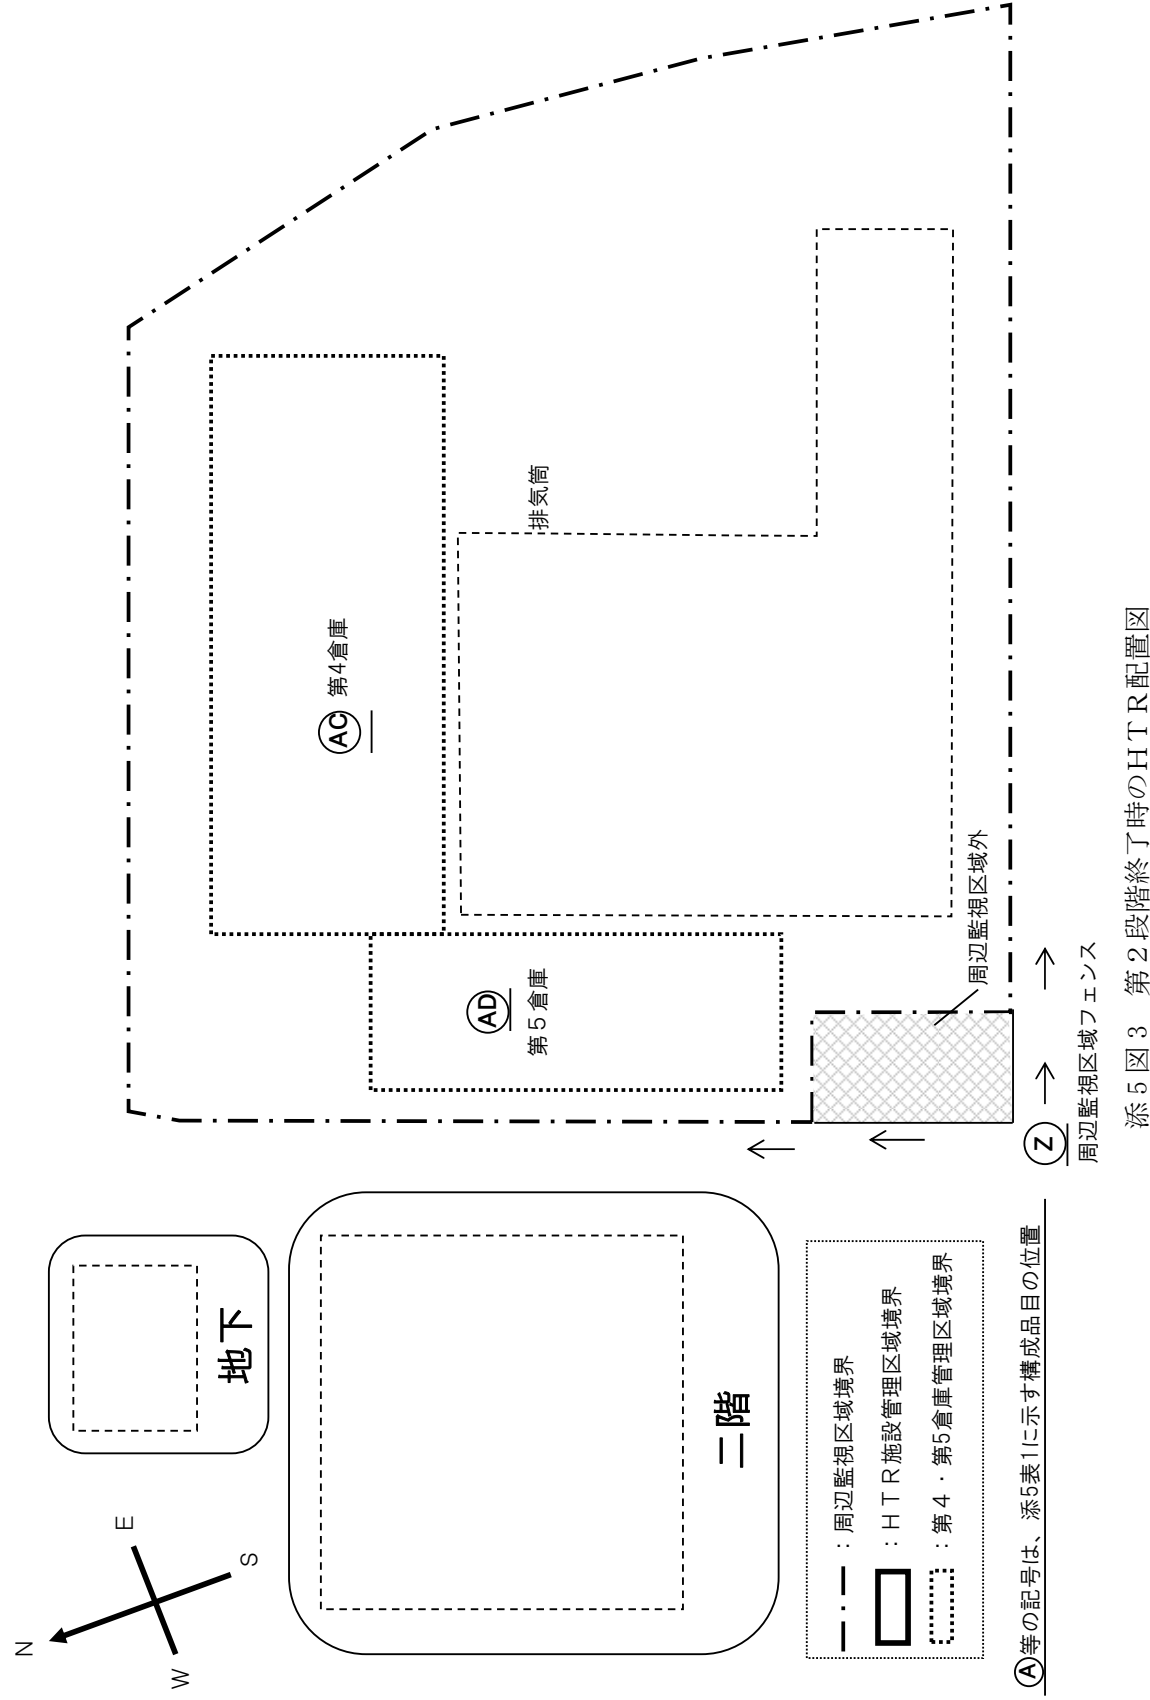 N
E
S
W
地下
二階
：周辺監視区域境界
：ＨＴＲ施設管理区域境界
：第４・第5倉庫管理区域境界
Ⓐ等の記号は、添5表1に示す構成品目の位置
AC 第4倉庫
AD
第５倉庫
排気筒
周辺監視区域外
Z
周辺監視区域フェンス
添５図３　第２段階終了時のＨＴＲ配置図